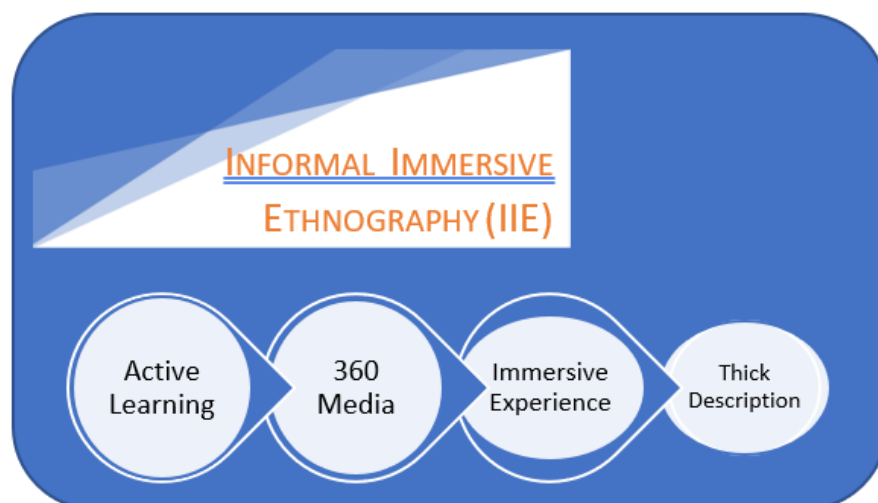 INFORMAL IMMERSIVE
ETHNOGRAPHY (IIE)
Active
Learning
360
Media
Immersive
Experience
Thick
Description